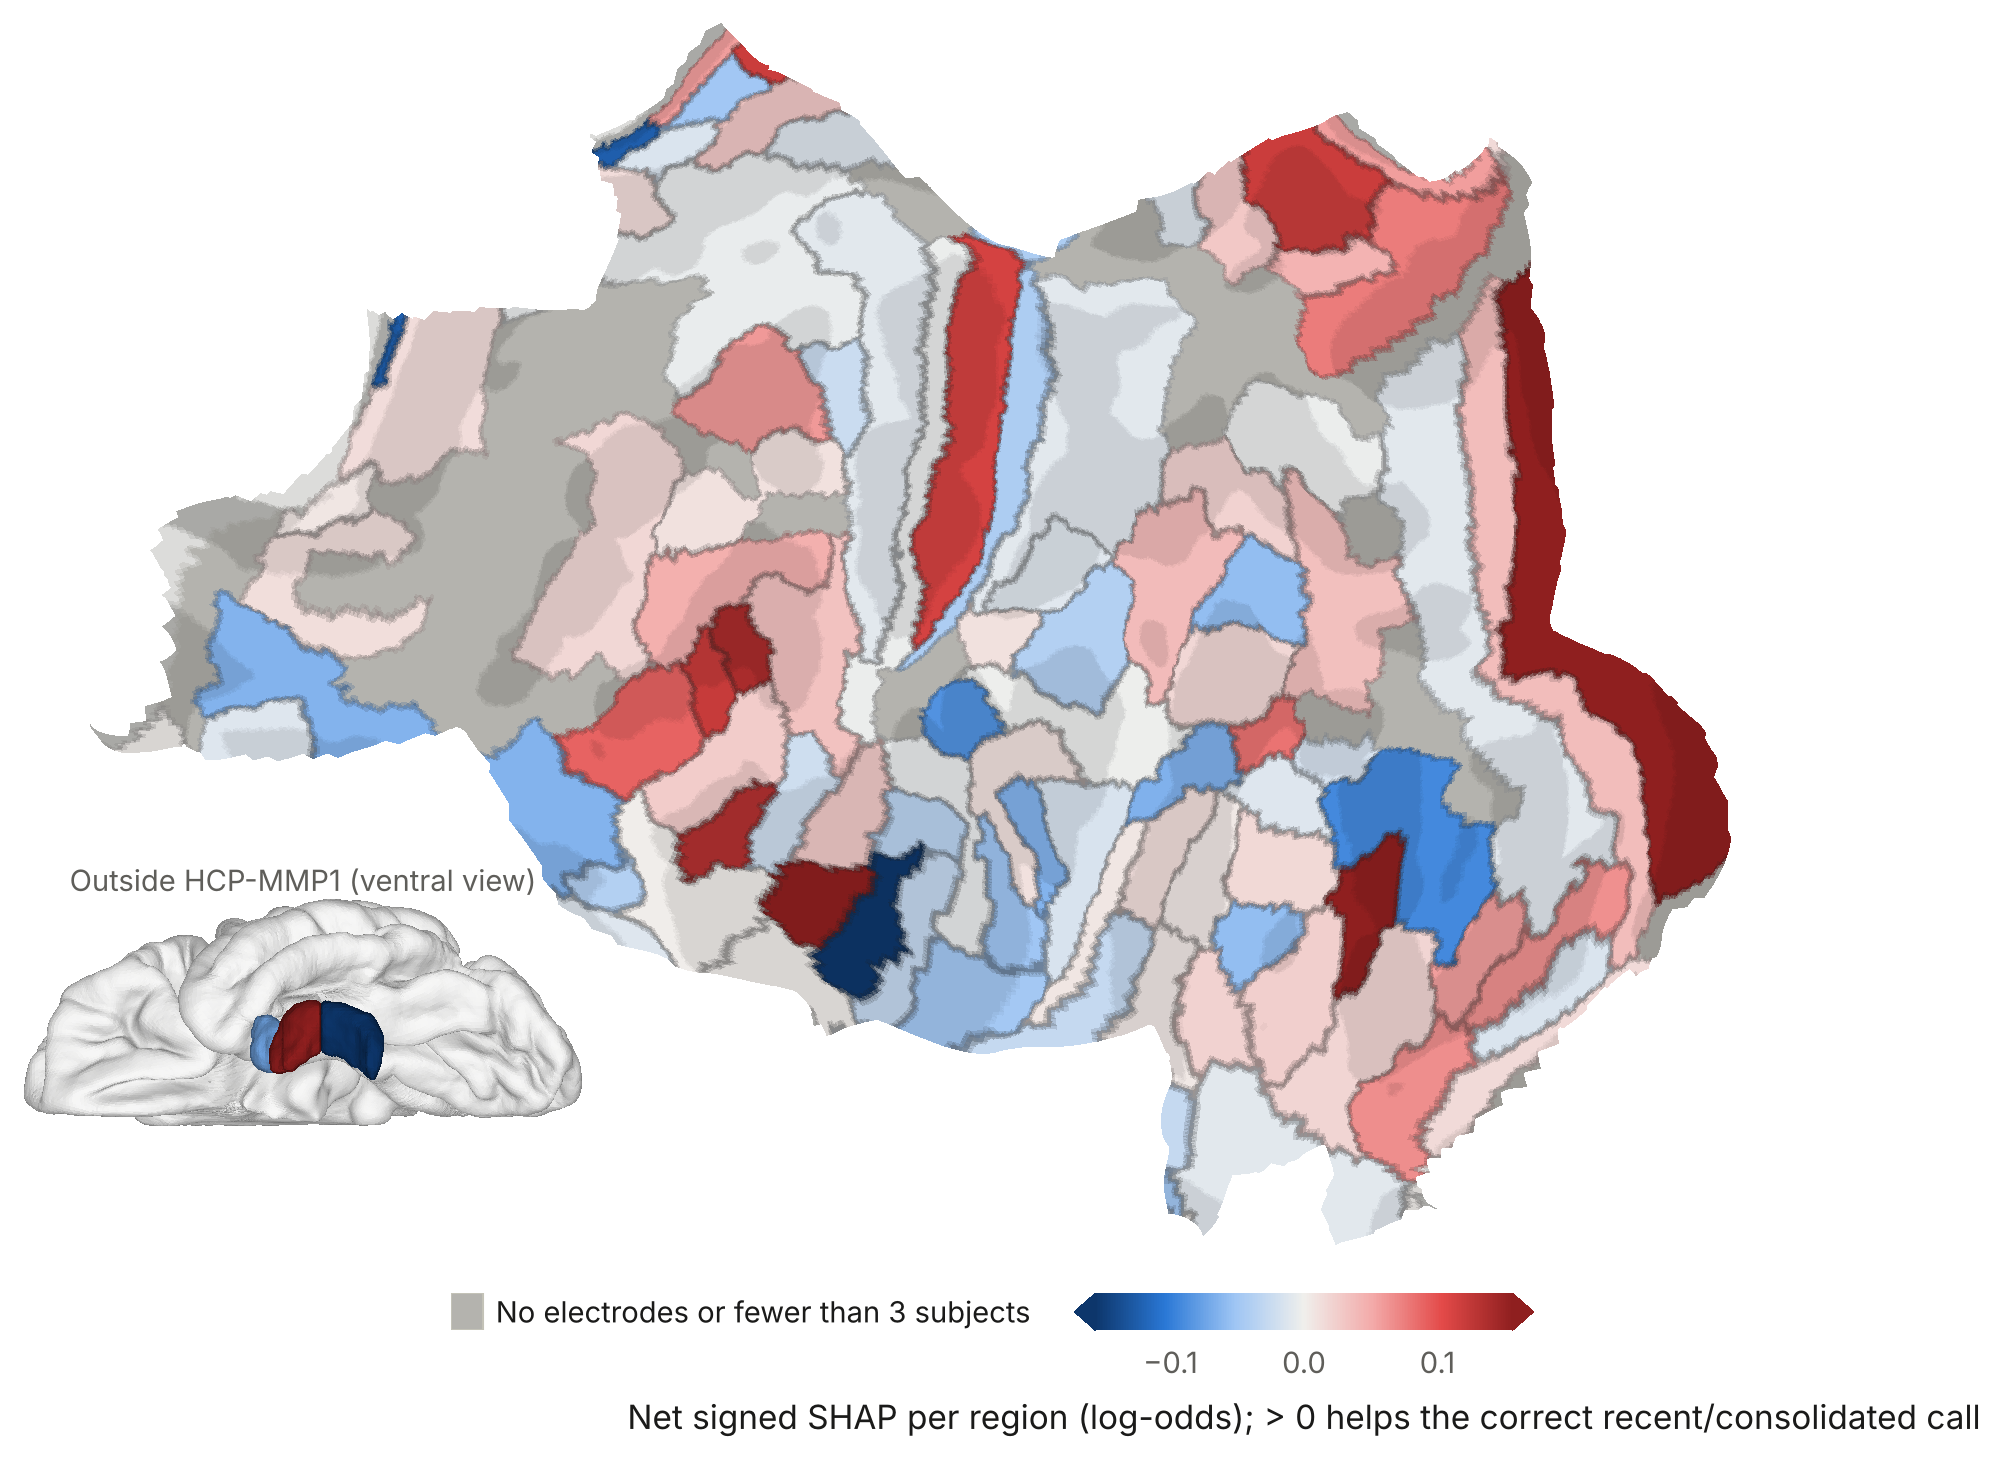 Outside HCP-MMP1 (ventral view)
No electrodes or fewer than 3 subjects
−0.1 0.0 0.1
Net signed SHAP per region (log-odds); > 0 helps the correct recent/consolidated call